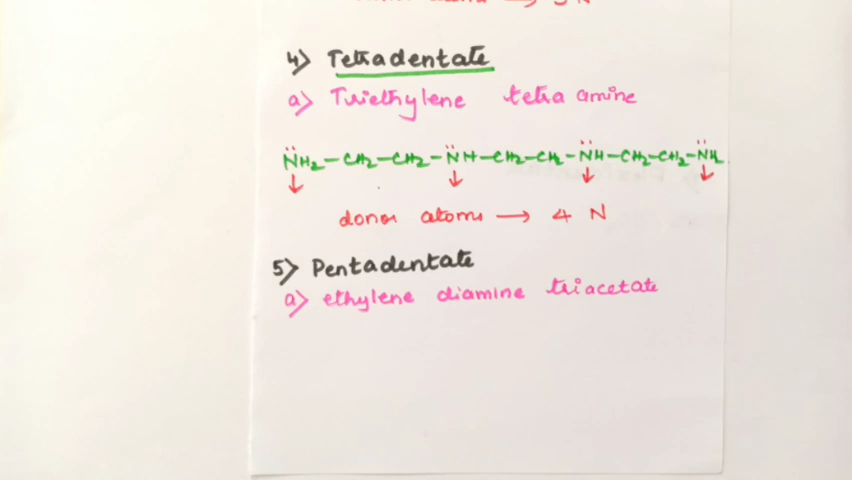 4) Tetradentate
a) Triethylene tetra amine
N̈H₂-CH₂-CH₂-N̈H-CH₂-CH₂-N̈H-CH₂-CH₂-N̈H₂
donor atoms → 4 N
5) Pentadentate
a) ethylene diamine triacetate